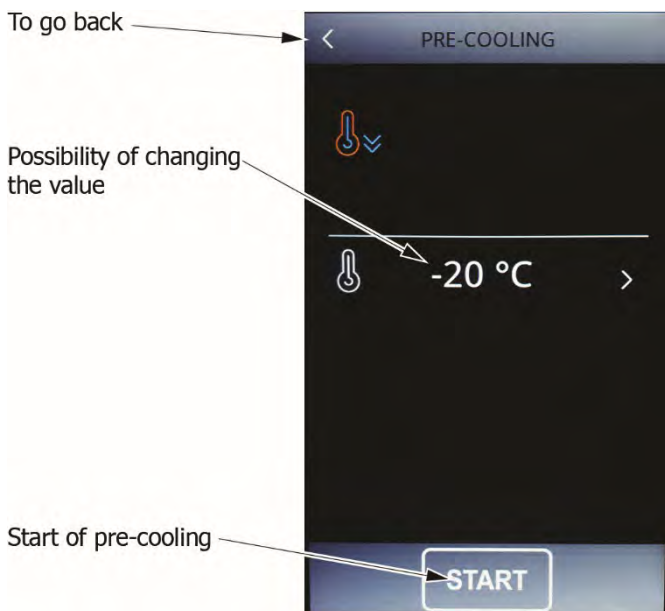 To go back
PRE-COOLING
Possibility of changing
the value
-20 °C
Start of pre-cooling
START